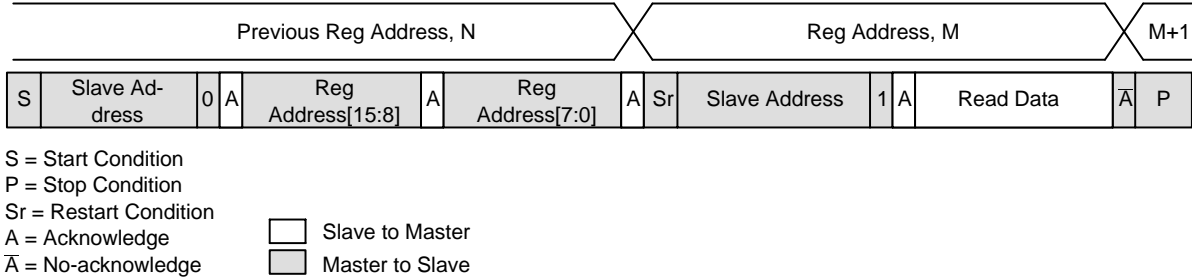 Previous Reg Address, N Reg Address, M M+1
S Slave Ad-
dress 0 A Reg
Address[15:8] A Reg
Address[7:0] A Sr Slave Address 1 A Read Data A̅ P
S = Start Condition
P = Stop Condition
Sr = Restart Condition
A = Acknowledge
A̅ = No-acknowledge
Slave to Master
Master to Slave